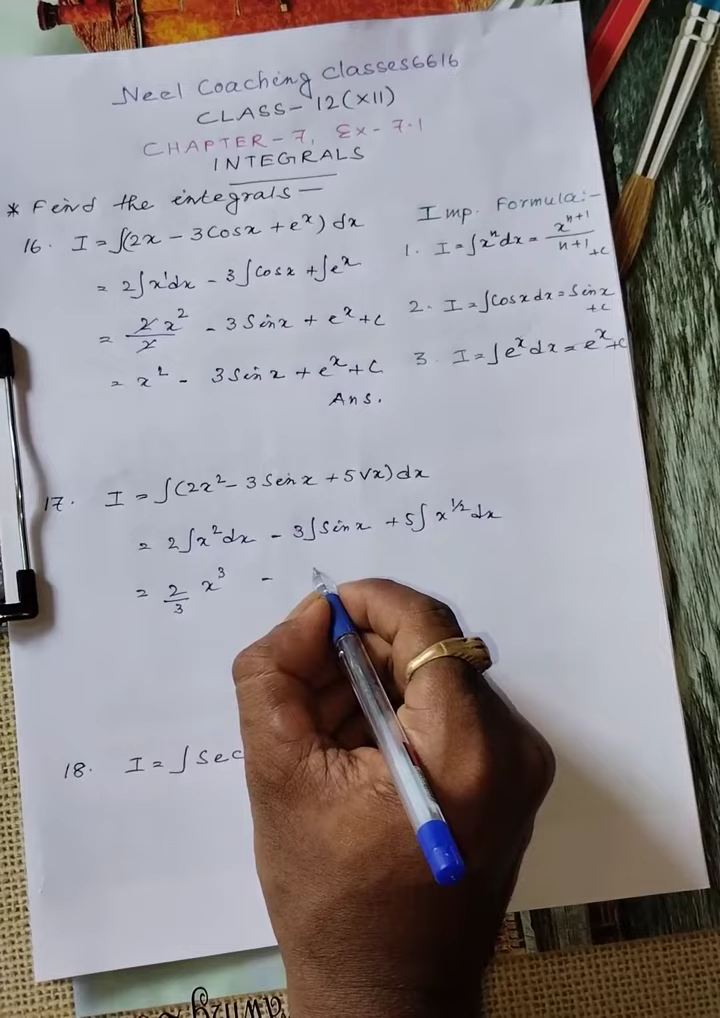 Neel Coaching classes6616
CLASS-12(XII)
CHAPTER-7, Ex-7.1
INTEGRALS
* Find the integrals —
16. I = ∫(2x - 3Cosx + eˣ) dx
= 2∫x¹dx - 3∫Cosx + ∫eˣ
= 2x²/2 - 3Sinx + eˣ + C
= x² - 3Sinx + eˣ + C
Ans.
Imp. Formula:-
1. I = ∫xⁿdx = xⁿ⁺¹/n+1 + C
2. I = ∫Cosx dx = Sinx + C
3. I = ∫eˣdx = eˣ + C
17. I = ∫(2x² - 3Sinx + 5√x) dx
= 2∫x²dx - 3∫Sinx + 5∫x^1/2 dx
= 2/3 x³ -
18. I = ∫Sec